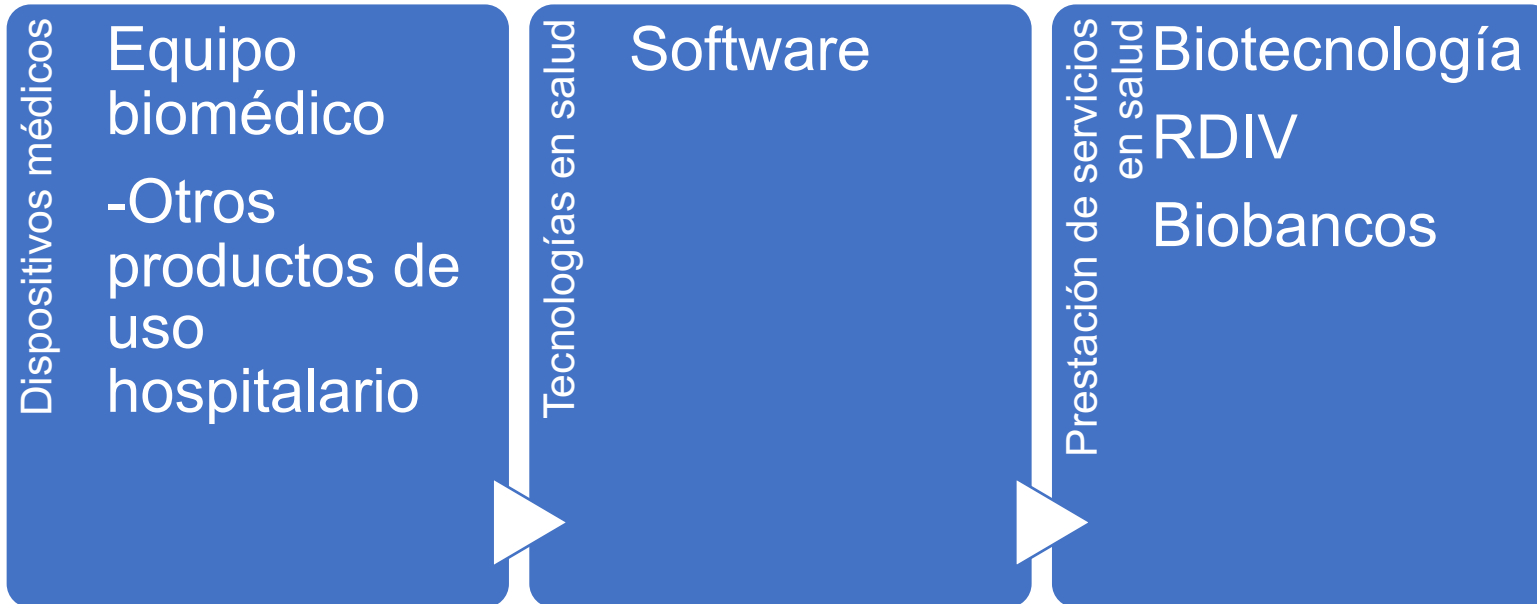 Dispositivos médicos
Equipo
biomédico
-Otros
productos de
uso
hospitalario
Tecnologías en salud
Software
Prestación de servicios
en salud
Biotecnología
RDIV
Biobancos